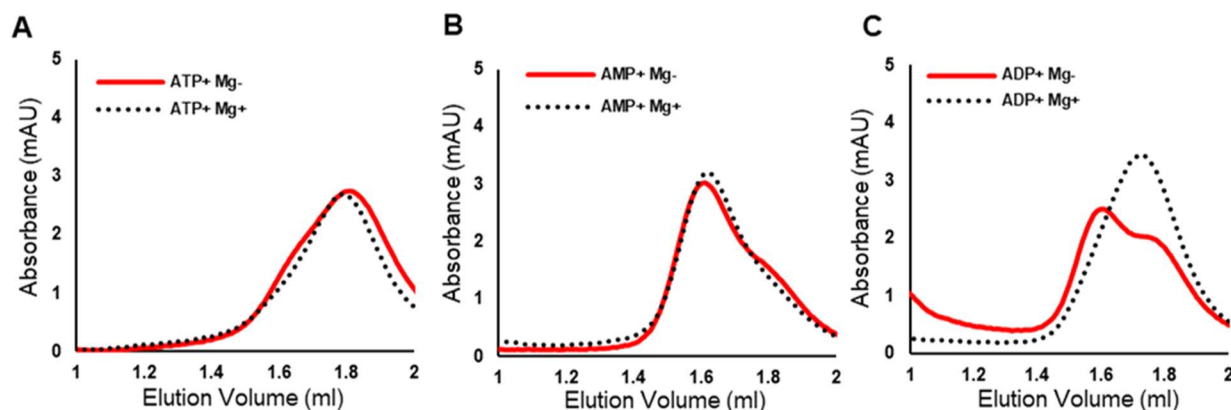 A
5
4
3
2
1
0
Absorbance (mAU)
ATP+ Mg-
ATP+ Mg+
1 1.2 1.4 1.6 1.8 2
Elution Volume (ml)
B
5
4
3
2
1
0
Absorbance (mAU)
AMP+ Mg-
AMP+ Mg+
1 1.2 1.4 1.6 1.8 2
Elution Volume (ml)
C
5
4
3
2
1
0
Absorbance (mAU)
ADP+ Mg-
ADP+ Mg+
1 1.2 1.4 1.6 1.8 2
Elution Volume (ml)